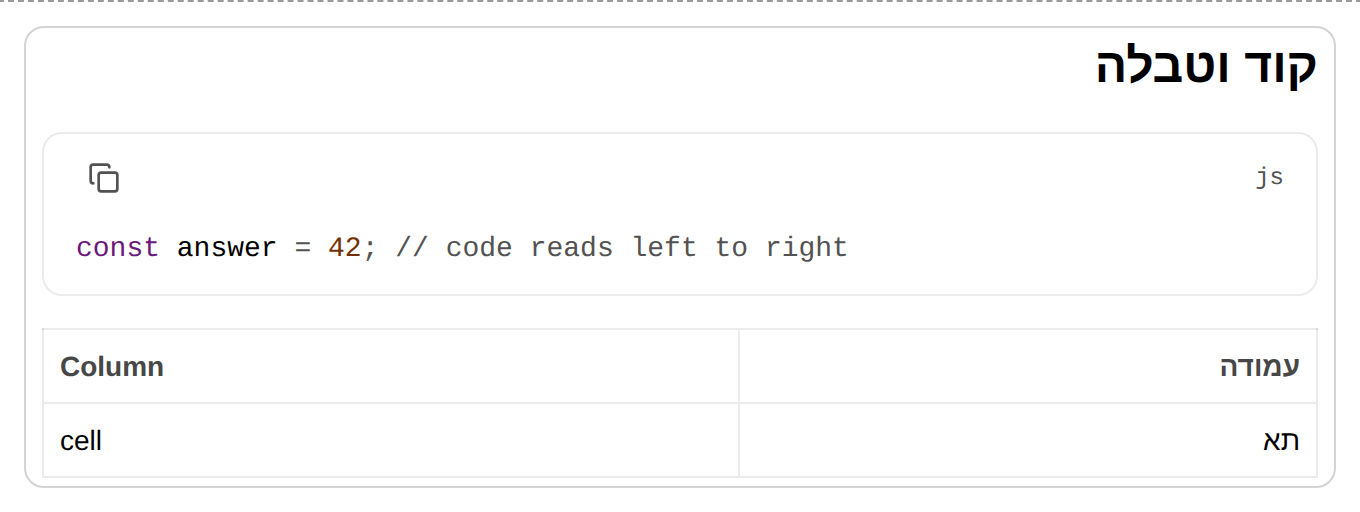 קוד וטבלה
js
const answer = 42; // code reads left to right
עמודה Column
תא cell